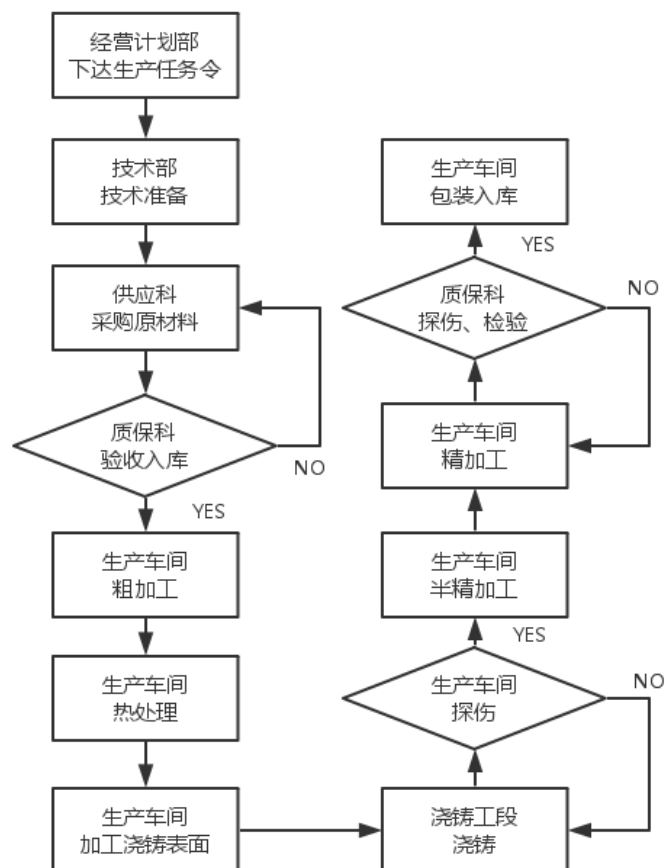 经营计划部
下达生产任务令
技术部
技术准备
供应科
采购原材料
质保科
验收入库
NO
YES
生产车间
粗加工
生产车间
热处理
生产车间
加工浇铸表面
浇铸工段
浇铸
生产车间
探伤
NO
YES
生产车间
半精加工
生产车间
精加工
质保科
探伤、检验
NO
YES
生产车间
包装入库